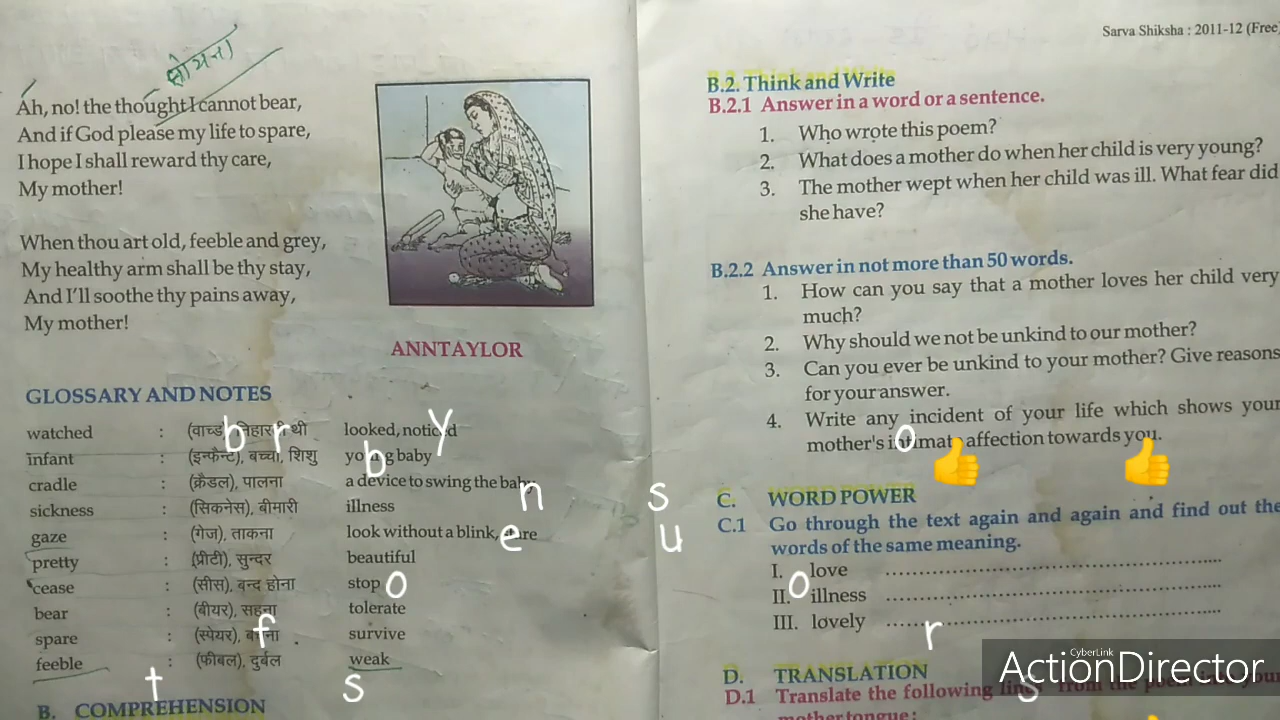 सोचना
Ah, no! the thought I cannot bear,
And if God please my life to spare,
I hope I shall reward thy care,
My mother!
When thou art old, feeble and grey,
My healthy arm shall be thy stay,
And I'll soothe thy pains away,
My mother!
ANNTAYLOR
GLOSSARY AND NOTES
watched : (वाच्ड) थी looked, noticed
infant : (इन्फैन्ट), बच्चा, शिशु young baby
cradle : (क्रैडल), पालना a device to swing the baby
sickness : (सिकनेस), बीमारी illness
gaze : (गेज), ताकना look without a blink, stare
pretty : (प्रीटी), सुन्दर beautiful
cease : (सीस), बन्द होना stop
bear : (बीयर), सहना tolerate
spare : (स्पेयर), बचना survive
feeble : (फीबल), दुर्बल weak
B. COMPREHENSION
Sarva Shiksha : 2011-12 (Free)
B.2. Think and Write
B.2.1 Answer in a word or a sentence.
1. Who wrote this poem?
2. What does a mother do when her child is very young?
3. The mother wept when her child was ill. What fear did
she have?
B.2.2 Answer in not more than 50 words.
1. How can you say that a mother loves her child very
much?
2. Why should we not be unkind to our mother?
3. Can you ever be unkind to your mother? Give reasons
for your answer.
4. Write any incident of your life which shows your
mother's intimate affection towards you.
C. WORD POWER
C.1 Go through the text again and again and find out the
words of the same meaning.
I. love ..........
II. illness ..........
III. lovely ..........
D. TRANSLATION
D.1 Translate the following lines from the poem
mother tongue:
b r y
b
n s
e u
o o
f r
t s s
o
CyberLink
ActionDirector